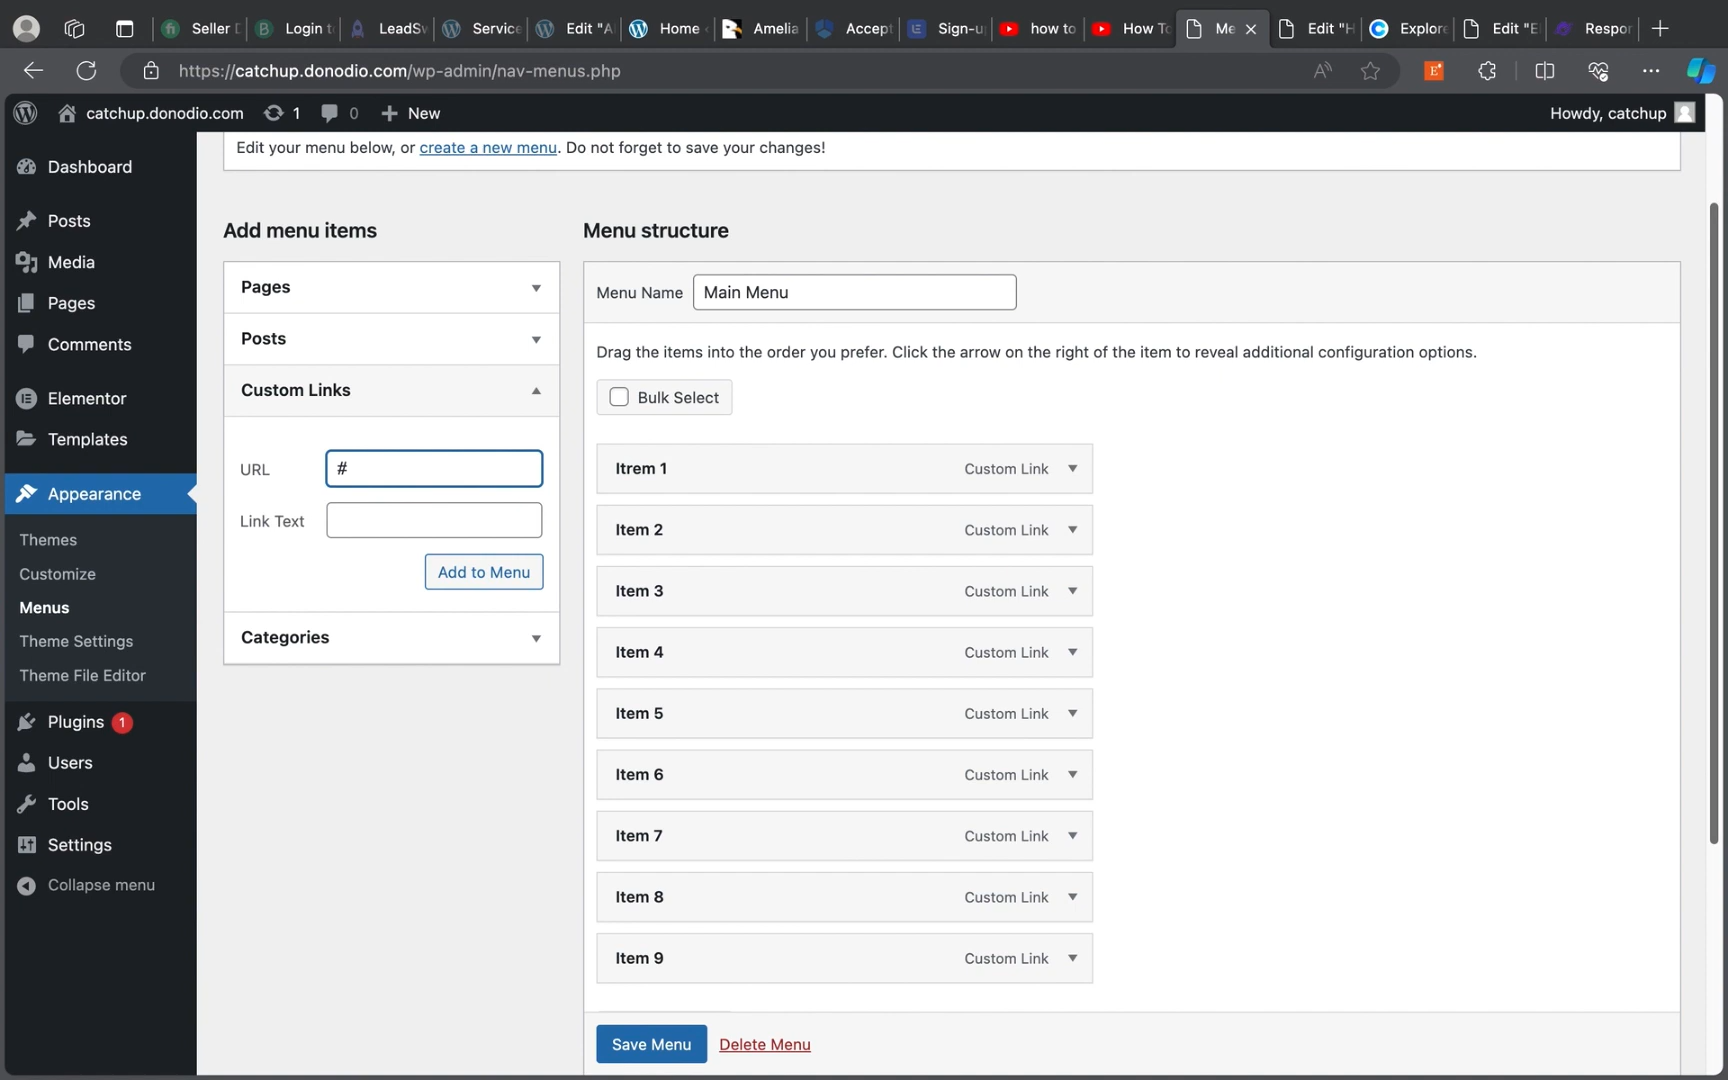 Seller D
Login to
LeadSw
Service
Edit "A
Home
Amelia
Accept
Sign-u
how to
How To
Me
Edit "H
Explore
Edit "E
Respor
https://catchup.donodio.com/wp-admin/nav-menus.php
catchup.donodio.com
1
0
New
Howdy, catchup
Dashboard
Posts
Media
Pages
Comments
Elementor
Templates
Appearance
Themes
Customize
Menus
Theme Settings
Theme File Editor
Plugins 1
Users
Tools
Settings
Collapse menu
Edit your menu below, or create a new menu. Do not forget to save your changes!
Add menu items
Pages
Posts
Custom Links
URL #
Link Text
Add to Menu
Categories
Menu structure
Menu Name Main Menu
Drag the items into the order you prefer. Click the arrow on the right of the item to reveal additional configuration options.
Bulk Select
Itrem 1 Custom Link
Item 2 Custom Link
Item 3 Custom Link
Item 4 Custom Link
Item 5 Custom Link
Item 6 Custom Link
Item 7 Custom Link
Item 8 Custom Link
Item 9 Custom Link
Save Menu Delete Menu